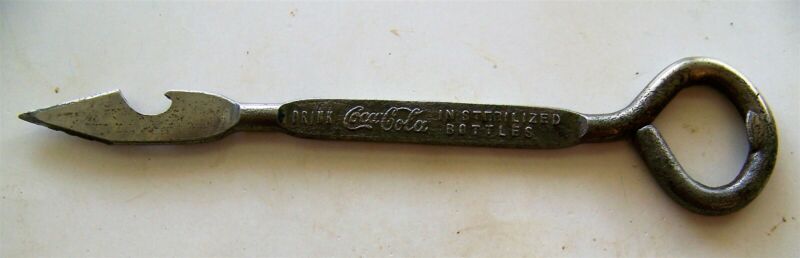 DRINK Coca-Cola IN STERILIZED
BOTTLES